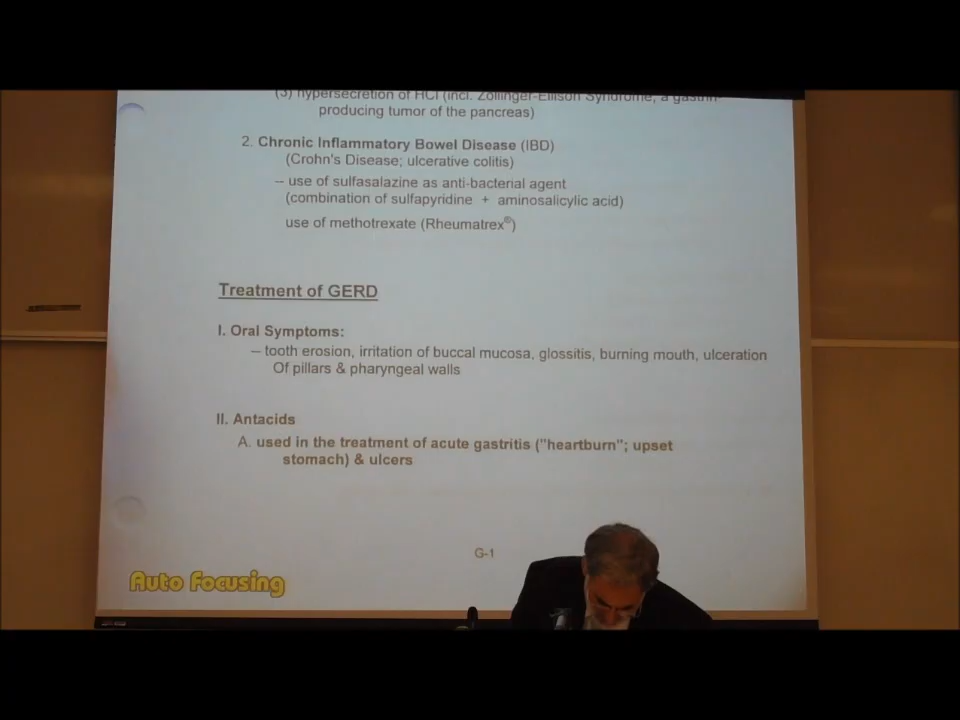 (3) hypersecretion of HCl (incl. Zollinger-Ellison Syndrome, a gastrin-
producing tumor of the pancreas)
2. Chronic Inflammatory Bowel Disease (IBD)
(Crohn's Disease; ulcerative colitis)
– use of sulfasalazine as anti-bacterial agent
(combination of sulfapyridine + aminosalicylic acid)
use of methotrexate (Rheumatrex®)
Treatment of GERD
I. Oral Symptoms:
– tooth erosion, irritation of buccal mucosa, glossitis, burning mouth, ulceration
Of pillars & pharyngeal walls
II. Antacids
A. used in the treatment of acute gastritis ("heartburn"; upset
stomach) & ulcers
G-1
Auto Focusing